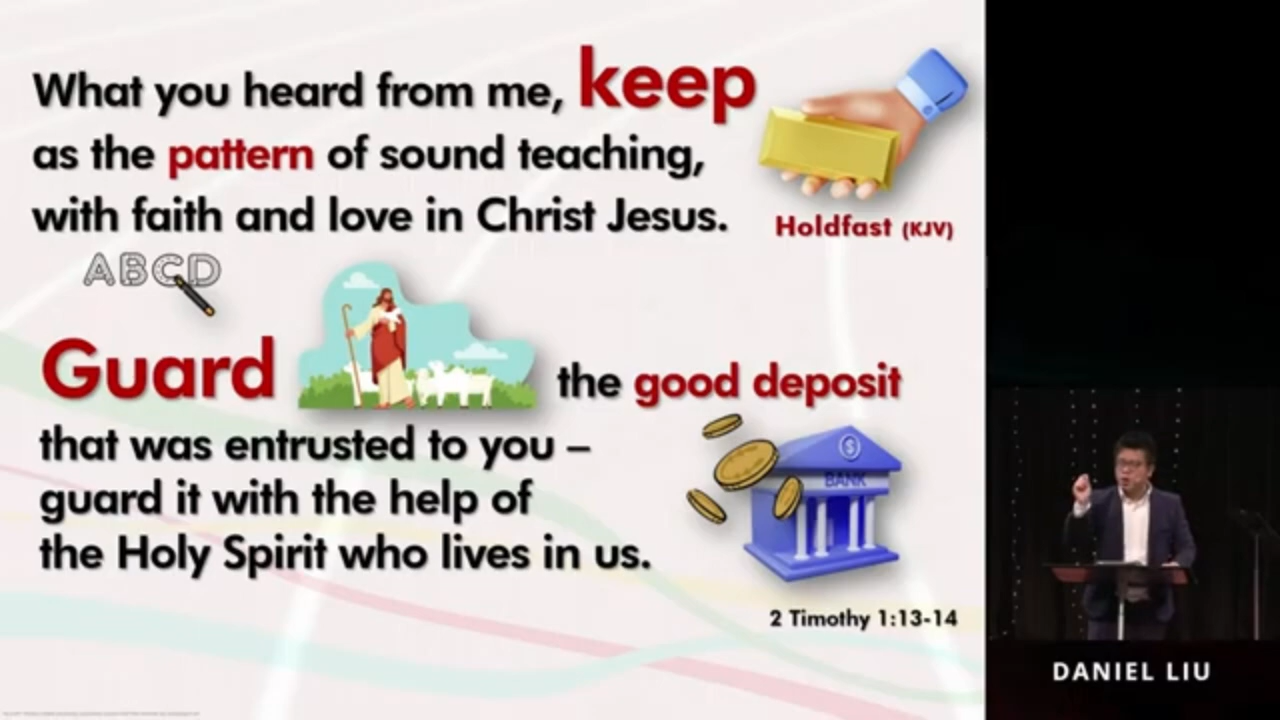 What you heard from me, keep
as the pattern of sound teaching,
with faith and love in Christ Jesus.
Holdfast (KJV)
ABCD
Guard the good deposit
that was entrusted to you –
guard it with the help of
the Holy Spirit who lives in us.
$
BANK
2 Timothy 1:13-14
DANIEL LIU